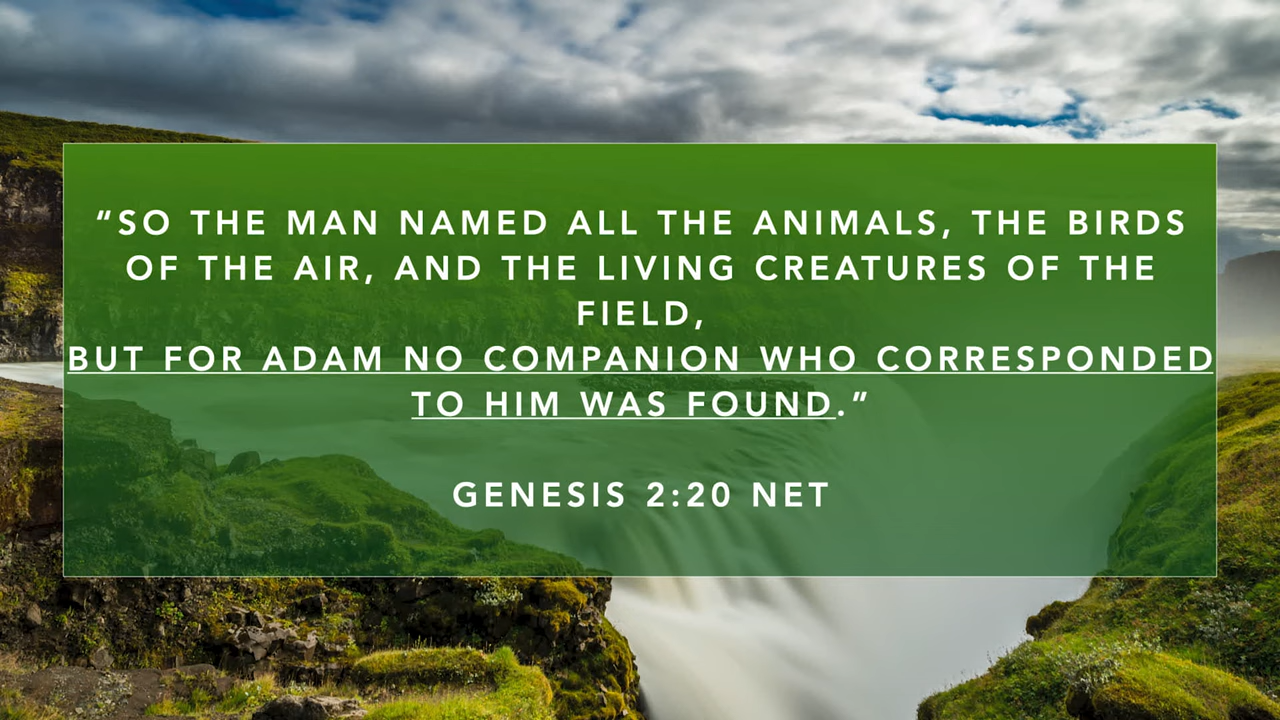 “SO THE MAN NAMED ALL THE ANIMALS, THE BIRDS
OF THE AIR, AND THE LIVING CREATURES OF THE
FIELD,
BUT FOR ADAM NO COMPANION WHO CORRESPONDED
TO HIM WAS FOUND.”
GENESIS 2:20 NET